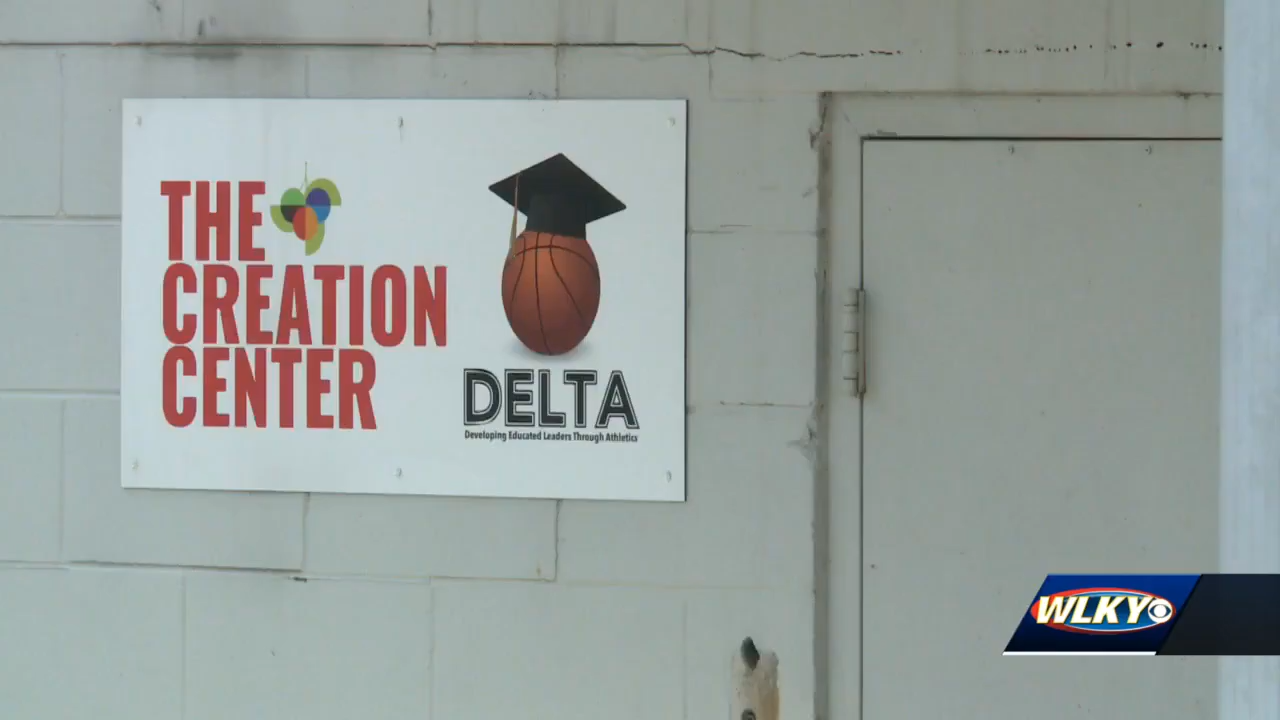 THE
CREATION
CENTER
DELTA
Developing Educated Leaders Through Athletics
WLKY